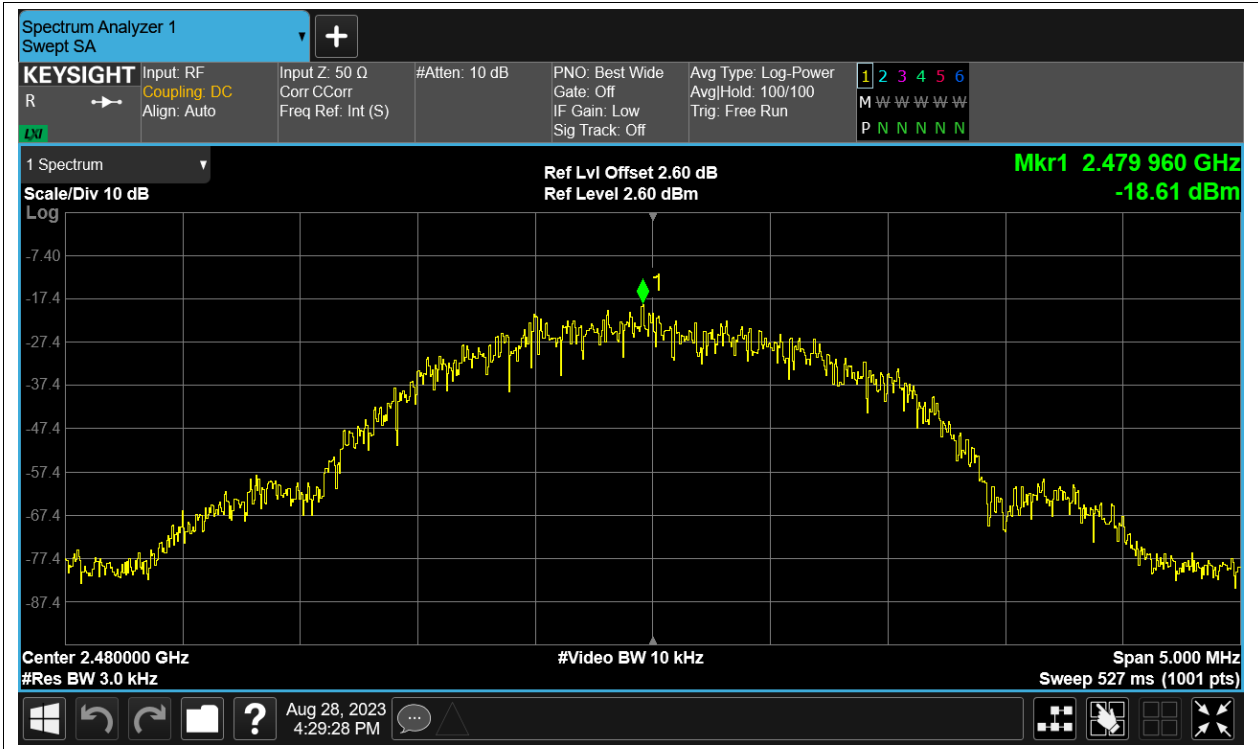 Spectrum Analyzer 1
Swept SA
KEYSIGHT
R
LXI
Input: RF
Coupling: DC
Align: Auto
Input Z: 50 Ω
Corr CCorr
Freq Ref: Int (S)
#Atten: 10 dB
PNO: Best Wide
Gate: Off
IF Gain: Low
Sig Track: Off
Avg Type: Log-Power
Avg|Hold: 100/100
Trig: Free Run
1 2 3 4 5 6
M W W W W W W
P N N N N N
1 Spectrum
Scale/Div 10 dB
Log
Ref Lvl Offset 2.60 dB
Ref Level 2.60 dBm
Mkr1 2.479 960 GHz
-18.61 dBm
1
-7.40
-17.4
-27.4
-37.4
-47.4
-57.4
-67.4
-77.4
-87.4
Center 2.480000 GHz
#Res BW 3.0 kHz
#Video BW 10 kHz
Span 5.000 MHz
Sweep 527 ms (1001 pts)
?
Aug 28, 2023
4:29:28 PM